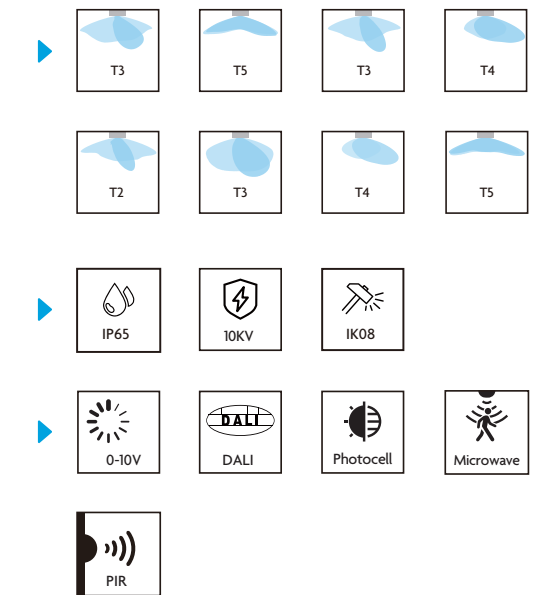 T3 T5 T3 T4
T2 T3 T4 T5
IP65 10KV IK08
DALI
0-10V DALI Photocell Microwave
PIR